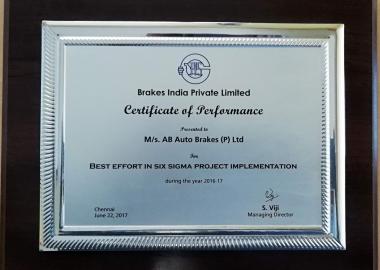 Brakes India Private Limited
Certificate of Performance
Presented to
M/s. AB Auto Brakes (P) Ltd
For
BEST EFFORT IN SIX SIGMA PROJECT IMPLEMENTATION
during the year 2016-17
Chennai
June 22, 2017
S. Viji
Managing Director